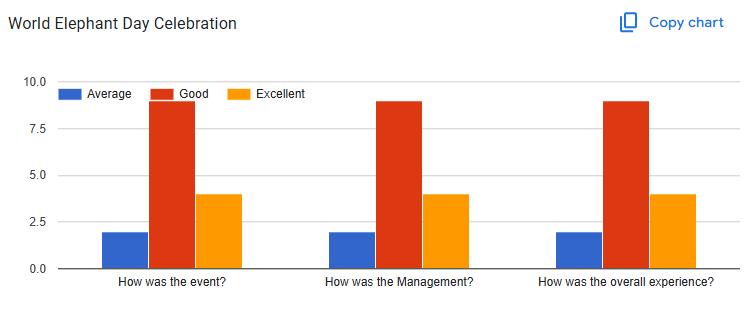 World Elephant Day Celebration
Copy chart
10.0
Average Good Excellent
7.5
5.0
2.5
0.0
How was the event? How was the Management? How was the overall experience?